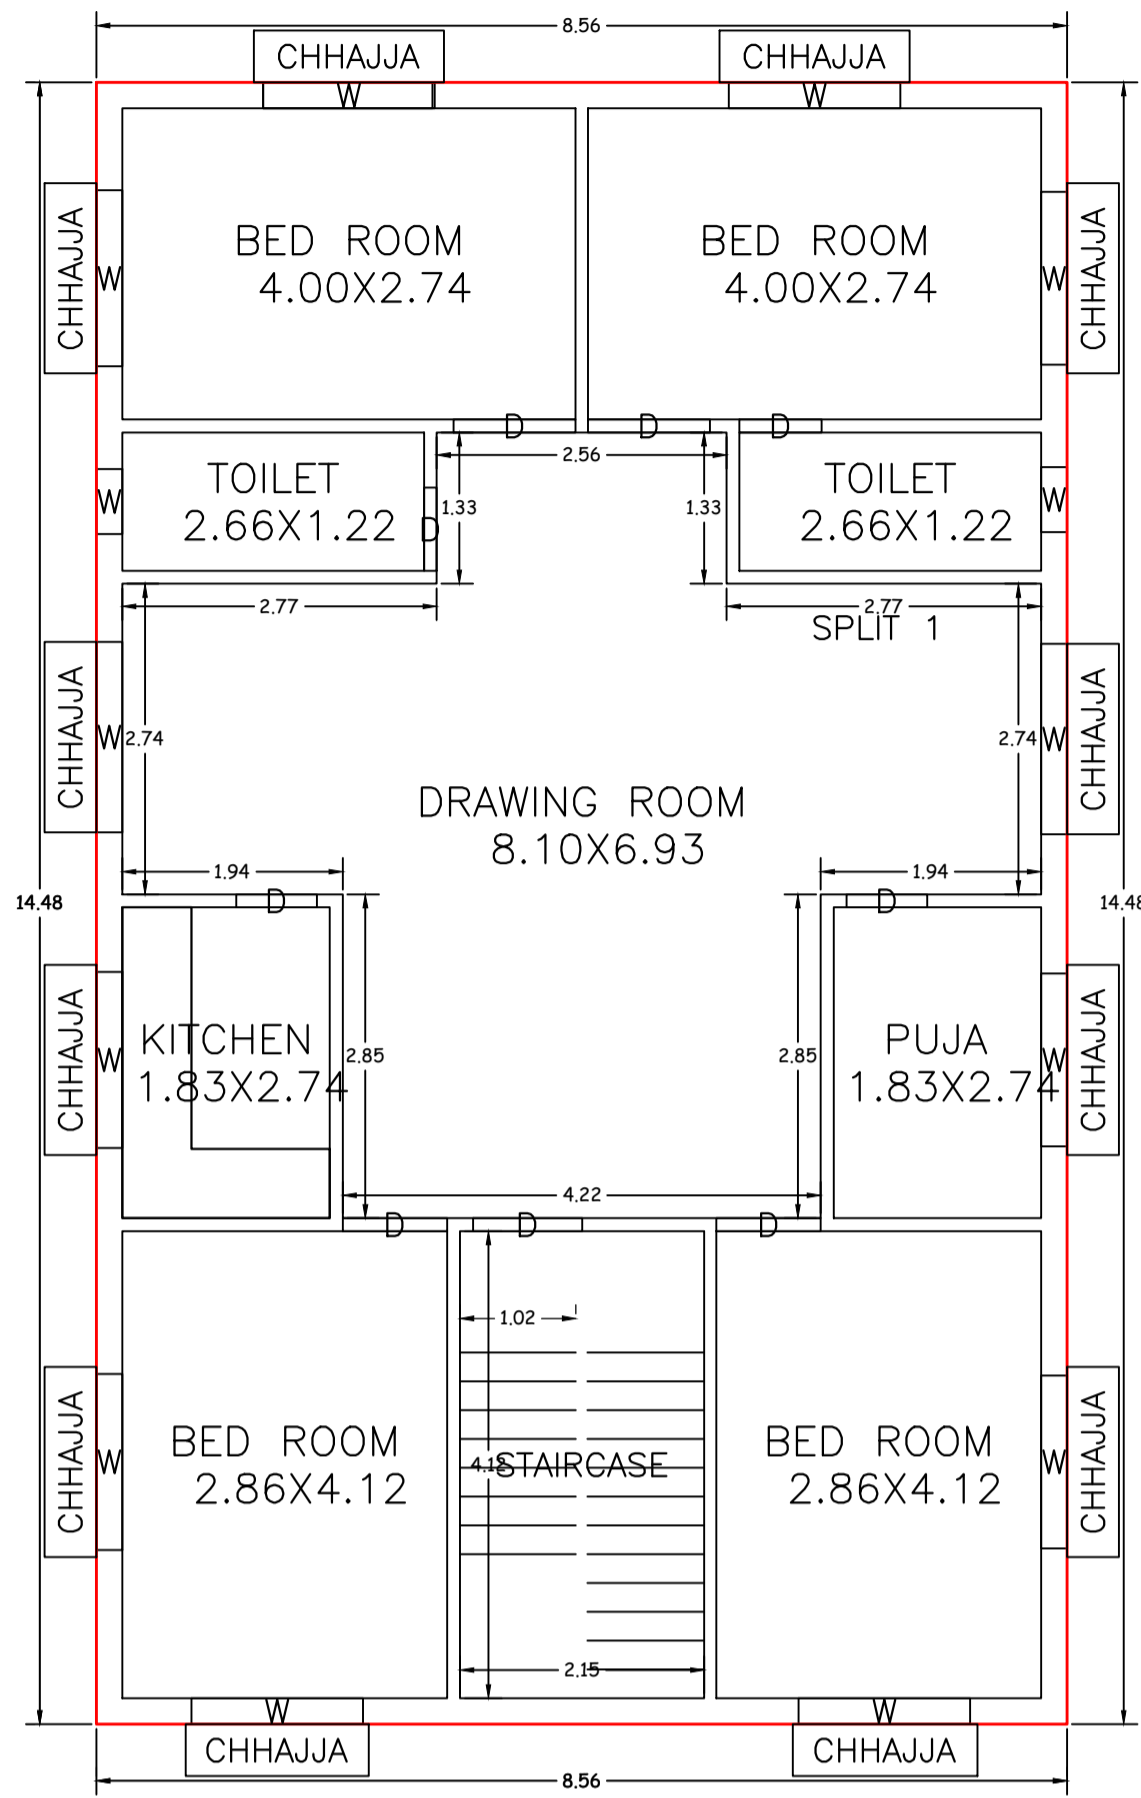 8.56
CHHAJJA
CHHAJJA
W
W
CHHAJJA
W
BED ROOM
4.00X2.74
BED ROOM
4.00X2.74
W
CHHAJJA
D
D
D
2.56
W
TOILET
2.66X1.22
D
1.33
1.33
TOILET
2.66X1.22
W
2.77
2.77
SPLIT 1
CHHAJJA
W
2.74
2.74
W
CHHAJJA
DRAWING ROOM
8.10X6.93
1.94
1.94
14.48
D
D
14.48
CHHAJJA
W
KITCHEN
1.83X2.74
2.85
2.85
PUJA
1.83X2.74
W
CHHAJJA
4.22
D
D
D
1.02
CHHAJJA
W
BED ROOM
2.86X4.12
4.12
STAIRCASE
BED ROOM
2.86X4.12
W
CHHAJJA
2.15
W
W
CHHAJJA
CHHAJJA
8.56